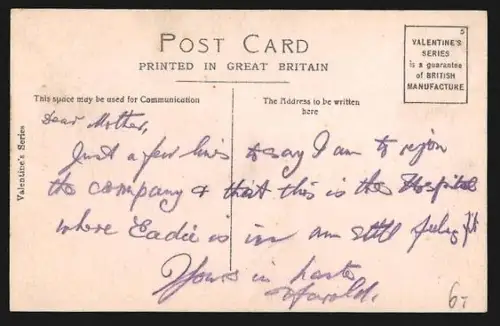 POST CARD
PRINTED IN GREAT BRITAIN
5
VALENTINE'S
SERIES
is a guarantee
of BRITISH
MANUFACTURE
This space may be used for Communication
The Address to be written
here
Valentine's Series
Dear Mother,
Just a few lines to say I am to rejoin
the company & that this is the Hospital
where Eadie is in am still feeling fit
Yours in haste
Harold.